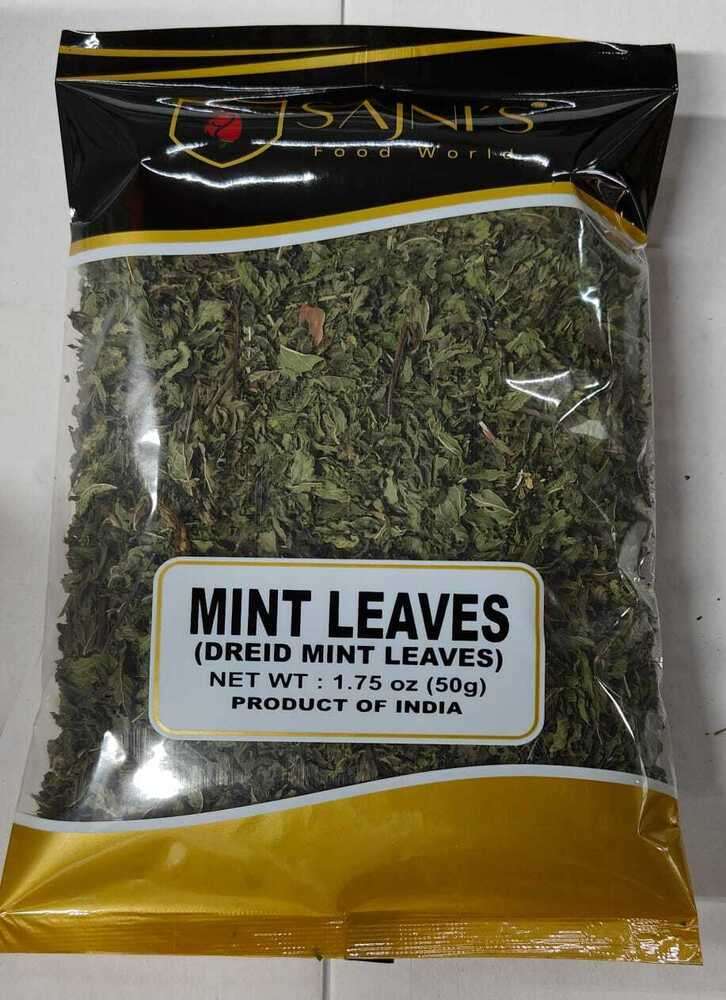 SAJNI'S®
Food World
MINT LEAVES
(DREID MINT LEAVES)
NET WT : 1.75 oz (50g)
PRODUCT OF INDIA